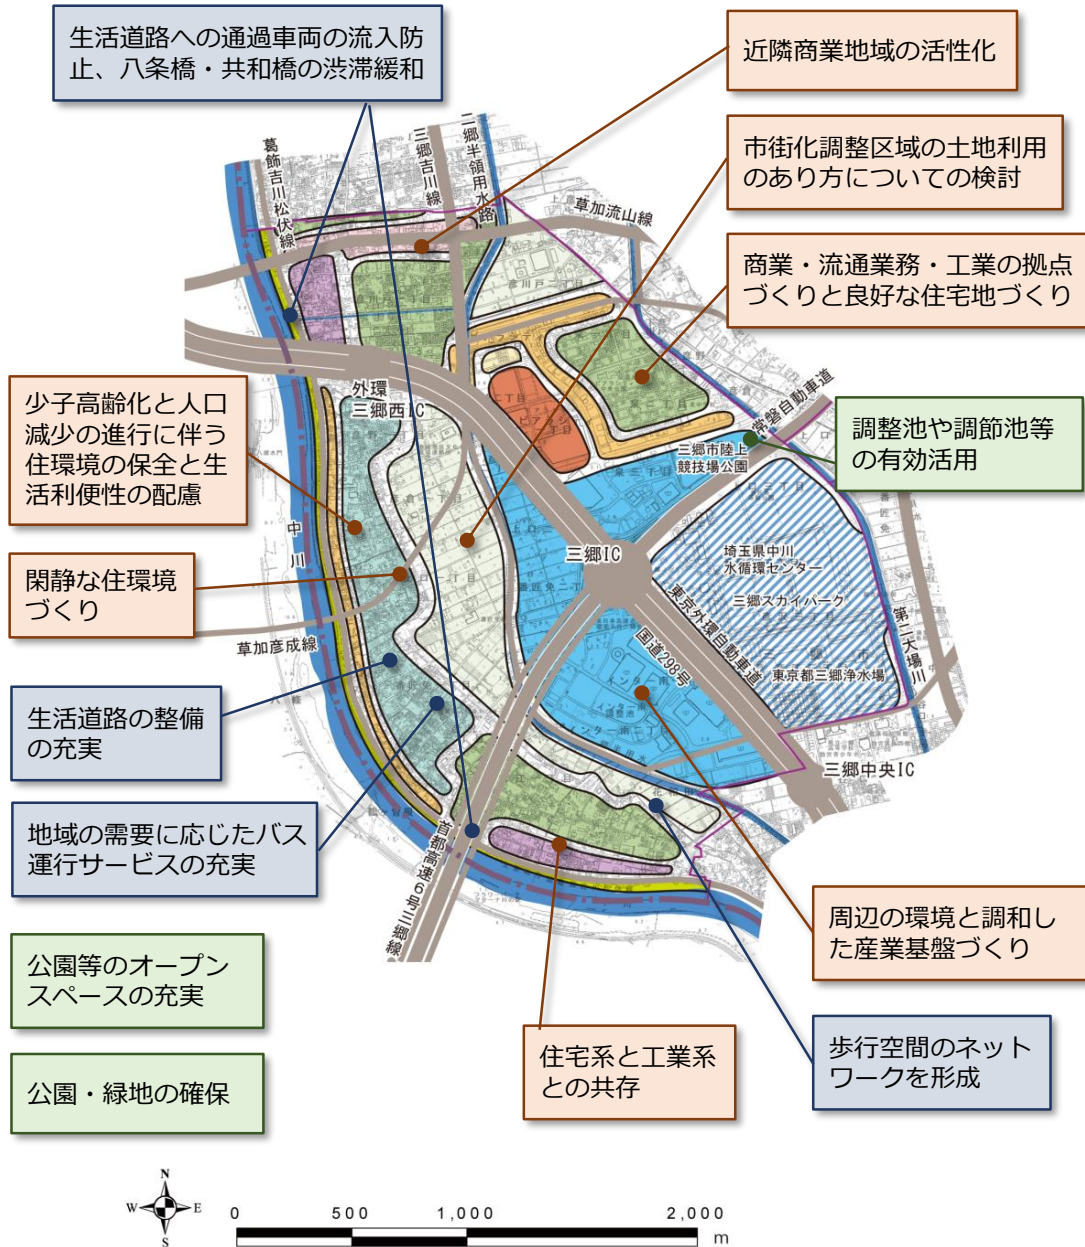 生活道路への通過車両の流入防
止、八条橋・共和橋の渋滞緩和
近隣商業地域の活性化
市街化調整区域の土地利用
のあり方についての検討
商業・流通業務・工業の拠点
づくりと良好な住宅地づくり
調整池や調節池等
の有効活用
少子高齢化と人口
減少の進行に伴う
住環境の保全と生
活利便性の配慮
閑静な住環境
づくり
生活道路の整備
の充実
地域の需要に応じたバス
運行サービスの充実
公園等のオープン
スペースの充実
公園・緑地の確保
住宅系と工業系
との共存
周辺の環境と調和し
た産業基盤づくり
歩行空間のネット
ワークを形成
葛飾吉川松伏線
三郷吉川線
二郷半領用水路
草加流山線
外環
三郷西IC
常磐自動車道
三郷市陸上
競技場公園
三郷IC
埼玉県中川
水循環センター
三郷スカイパーク
東京都三郷浄水場
東京外環自動車道
国道298号
第二大場川
中川
草加彦成線
三郷中央IC
首都高速6号三郷線
N
W
E
S
0
500
1,000
2,000
m